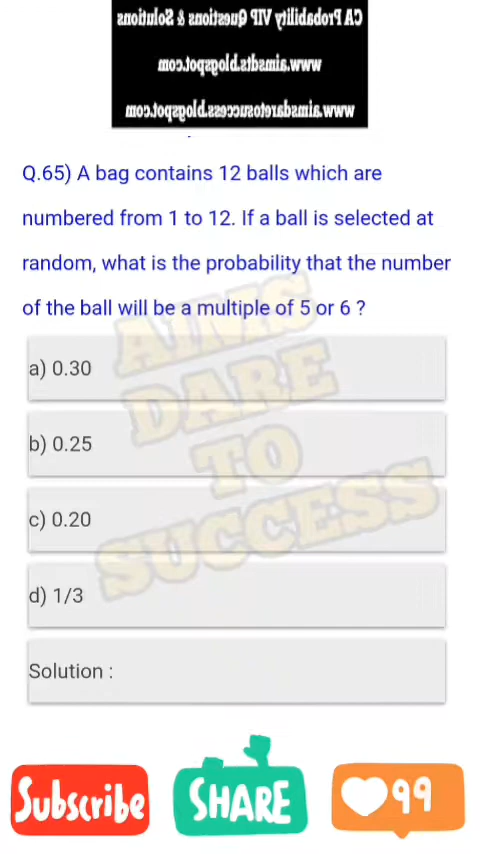 CA Probability VIP Questions & Solutions
www.aimsdts.blogspot.com
www.aimsdaretosuccess.blogspot.com
Q.65) A bag contains 12 balls which are
numbered from 1 to 12. If a ball is selected at
random, what is the probability that the number
of the ball will be a multiple of 5 or 6 ?
AIMS
DARE
TO
SUCCESS
a) 0.30
b) 0.25
c) 0.20
d) 1/3
Solution :
Subscribe
SHARE
99